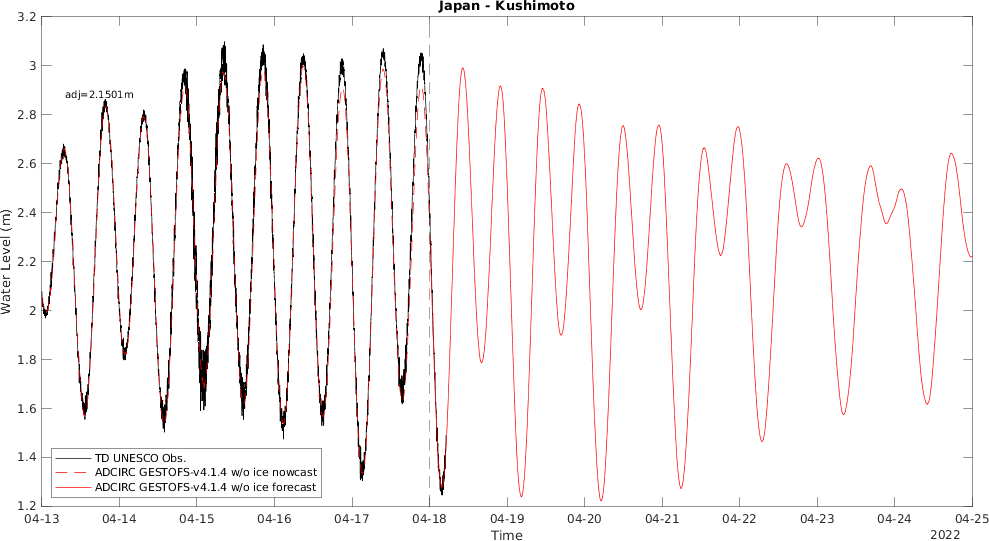 Japan - Kushimoto
3.2
3
2.8
2.6
2.4
2.2
2
1.8
1.6
1.4
1.2
Water Level (m)
adj=2.1501m
TD UNESCO Obs.
ADCIRC GESTOFS-v4.1.4 w/o ice nowcast
ADCIRC GESTOFS-v4.1.4 w/o ice forecast
04-13 04-14 04-15 04-16 04-17 04-18 04-19 04-20 04-21 04-22 04-23 04-24 04-25
Time
2022